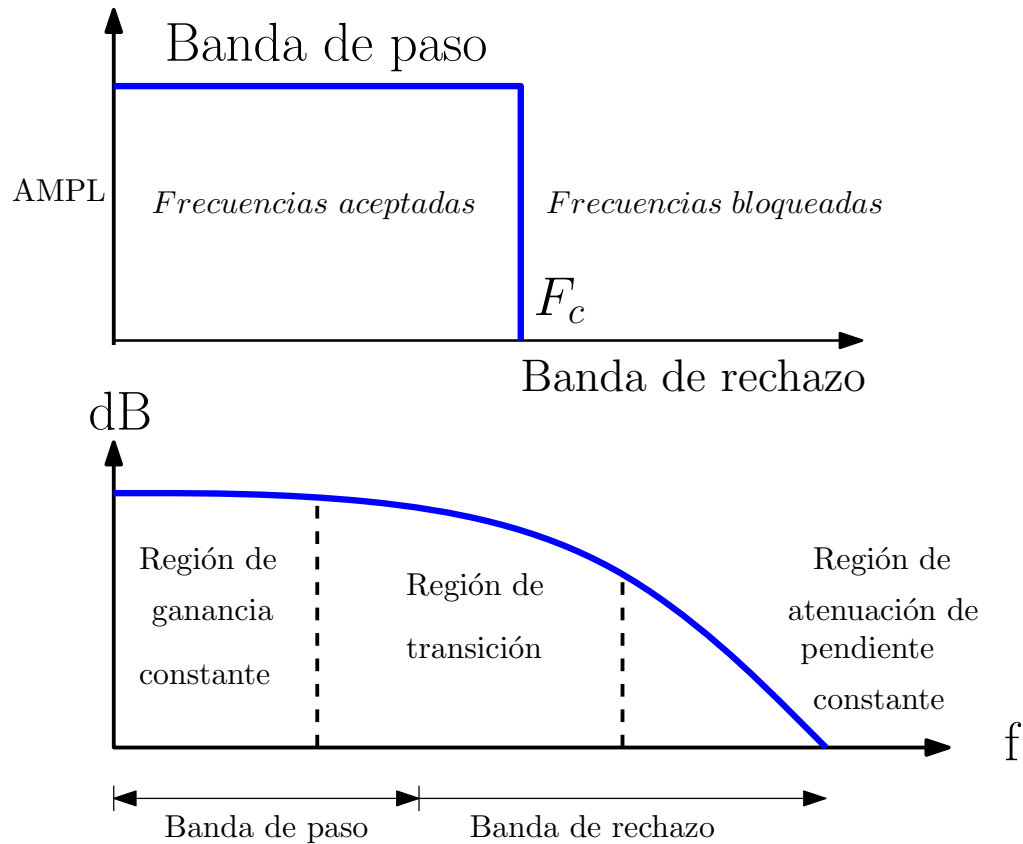 Banda de paso
AMPL
Frecuencias aceptadas
Frecuencias bloqueadas
F_c
Banda de rechazo
dB
Región de
ganancia
constante
Región de
transición
Región de
atenuación de
pendiente
constante
f
Banda de paso
Banda de rechazo